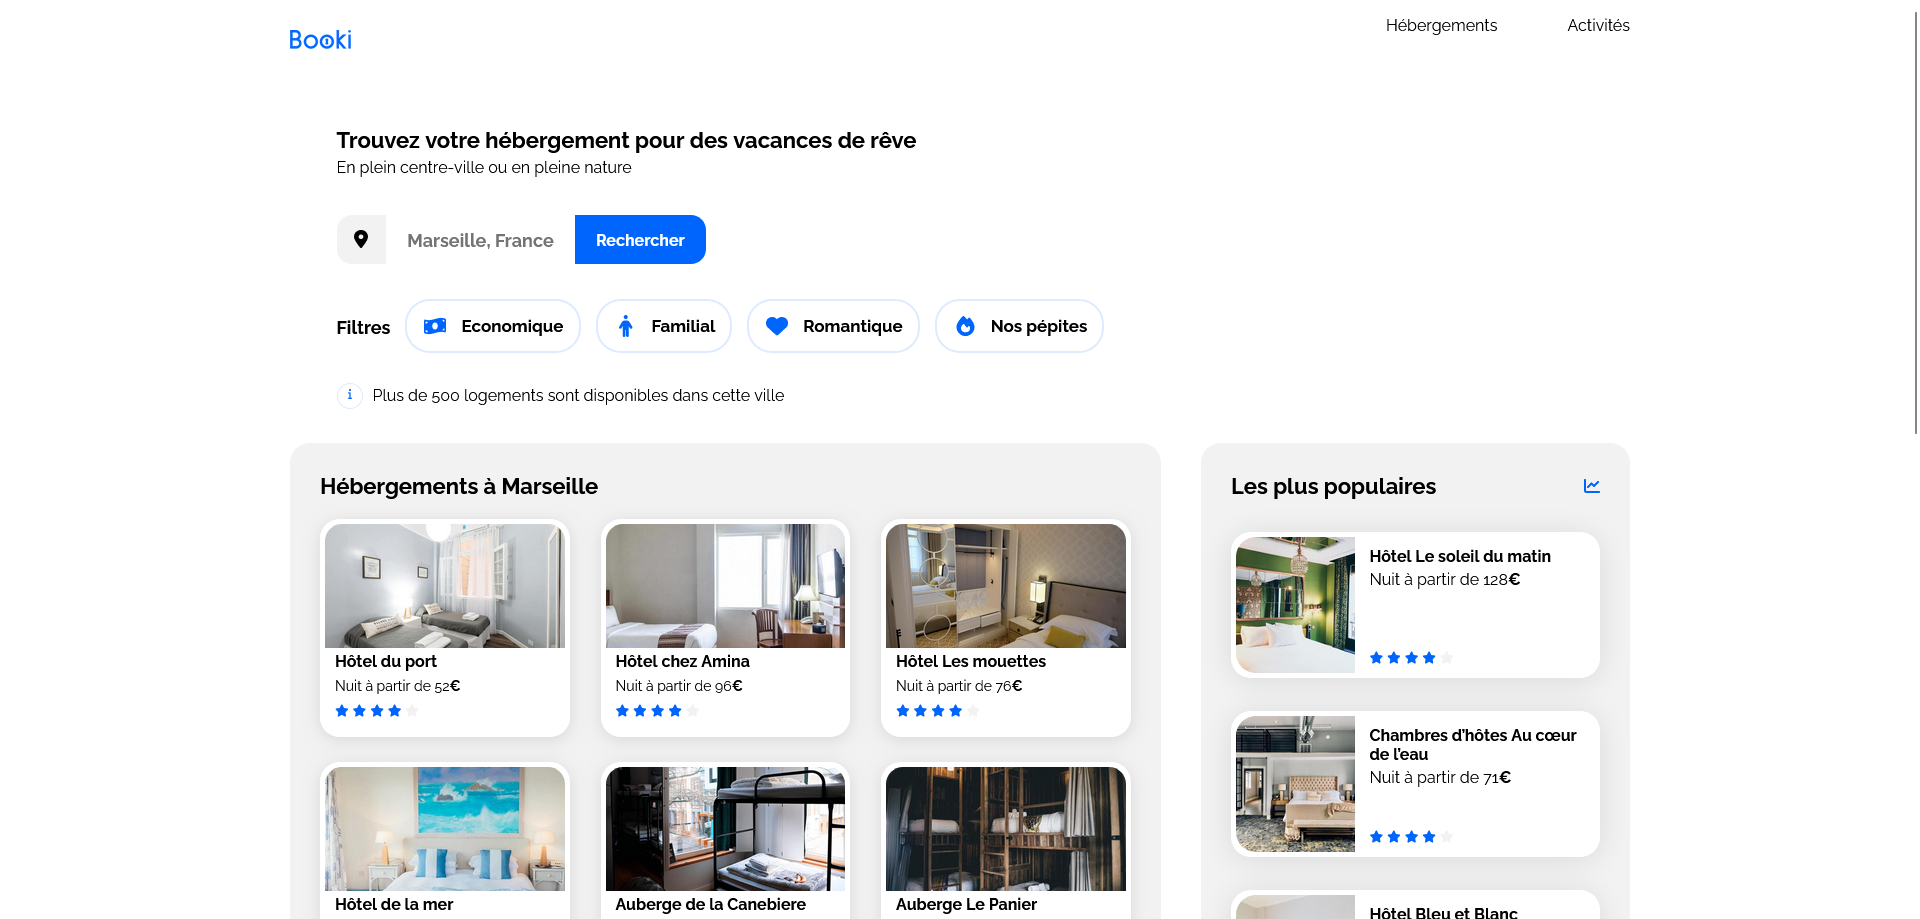 Booki
Hébergements
Activités
Trouvez votre hébergement pour des vacances de rêve
En plein centre-ville ou en pleine nature
Marseille, France
Rechercher
Filtres
Economique
Familial
Romantique
Nos pépites
Plus de 500 logements sont disponibles dans cette ville
Hébergements à Marseille
Hôtel du port
Nuit à partir de 52€
Hôtel chez Amina
Nuit à partir de 96€
Hôtel Les mouettes
Nuit à partir de 76€
Hôtel de la mer
Auberge de la Canebiere
Auberge Le Panier
Les plus populaires
Hôtel Le soleil du matin
Nuit à partir de 128€
Chambres d'hôtes Au cœur
de l'eau
Nuit à partir de 71€
Hôtel Bleu et Blanc